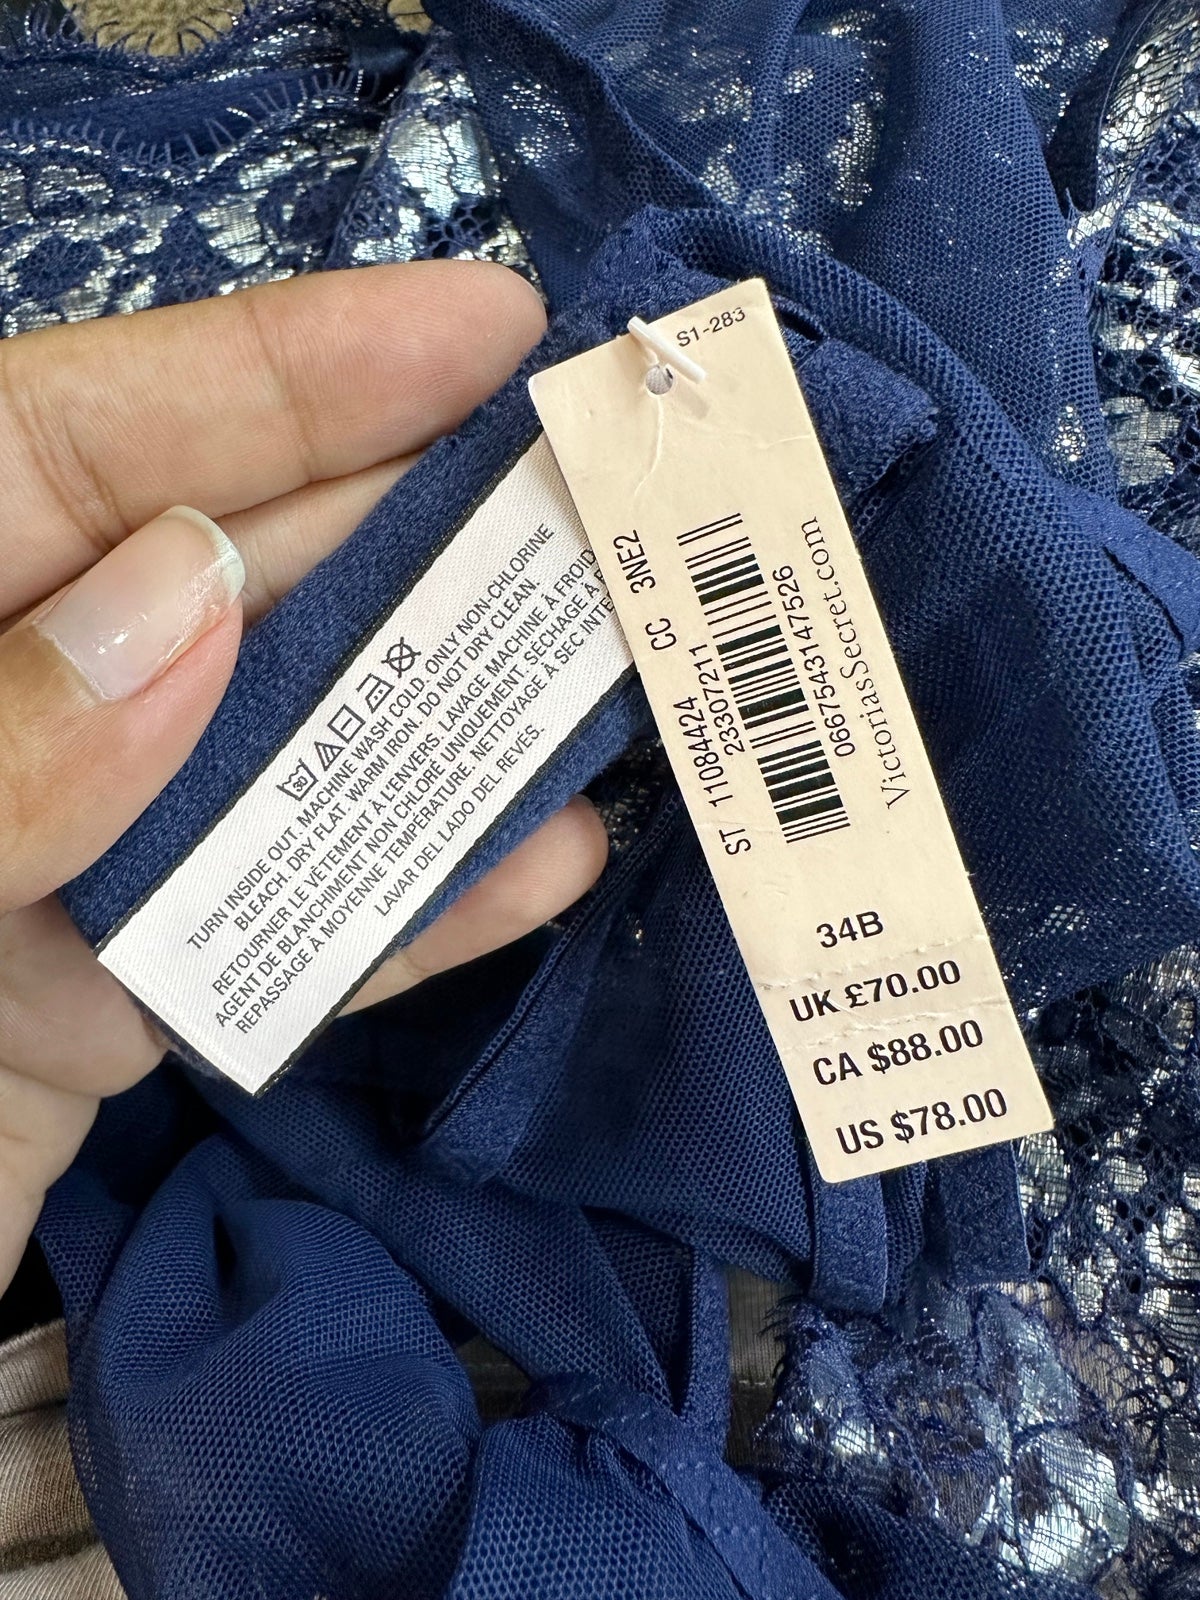 S1-283
CC 3NE2
ST 11084424
23307211
0667543147526
VictoriasSecret.com
34B
UK £70.00
CA $88.00
US $78.00
30
TURN INSIDE OUT. MACHINE WASH COLD. ONLY NON-CHLORINE
BLEACH. DRY FLAT. WARM IRON. DO NOT DRY CLEAN.
RETOURNER LE VÊTEMENT À L'ENVERS. LAVAGE MACHINE À FROID.
AGENT DE BLANCHIMENT NON CHLORÉ UNIQUEMENT. SÉCHAGE À
REPASSAGE À MOYENNE TEMPÉRATURE. NETTOYAGE À SEC
LAVAR DEL LADO DEL REVÉS.